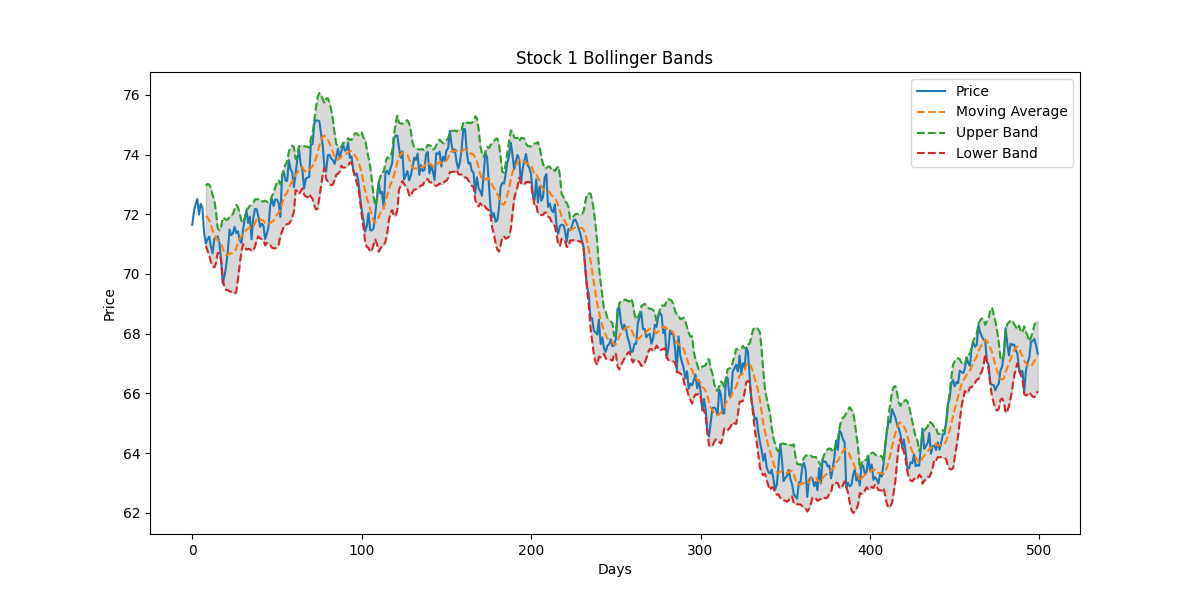 Stock 1 Bollinger Bands
Price
Moving Average
Upper Band
Lower Band
76
74
72
70
68
66
64
62
Price
0 100 200 300 400 500
Days